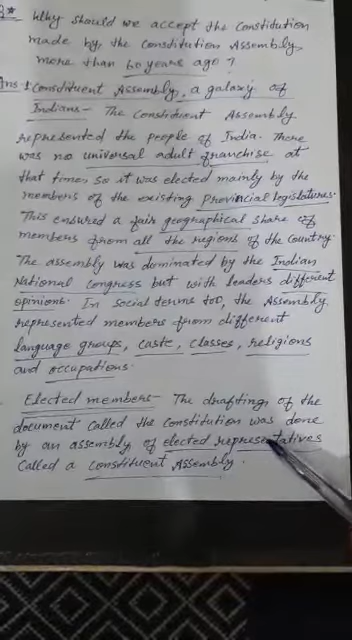 Why should we accept the Constitution
made by the Constitution Assembly
more than 60 years ago ?
Ans : Constituent Assembly, a galaxy of
Indians - The Constituent Assembly
represented the people of India. There
was no universal adult franchise at
that time, so it was elected mainly by the
members of the existing Provincial legislatures.
This ensured a fair geographical share of
members from all the regions of the country.
The assembly was dominated by the Indian
National Congress but with leaders different
opinions. In social terms too, the Assembly
represented members from different
language groups, caste, classes, religions
and occupations.
Elected members - The drafting of the
document called the Constitution was done
by an assembly of elected representatives
called a constituent Assembly.